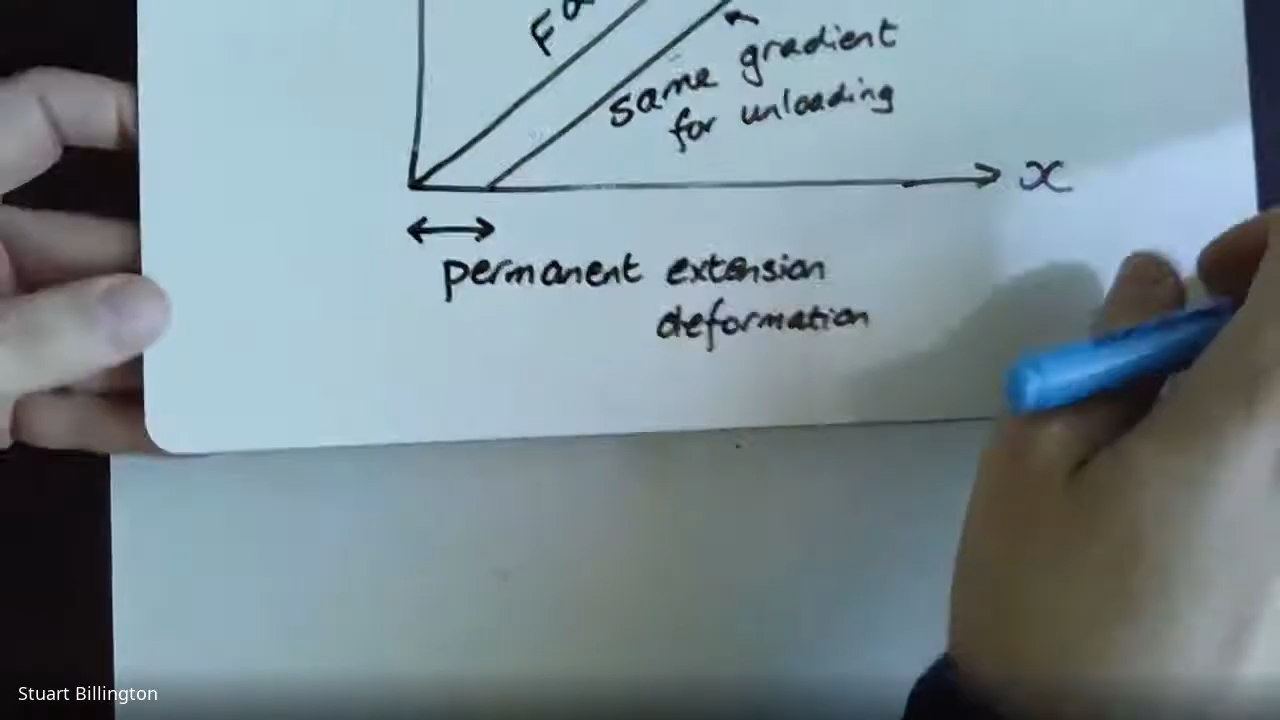 F α
same gradient
for unloading
x
permanent extension
deformation
Stuart Billington